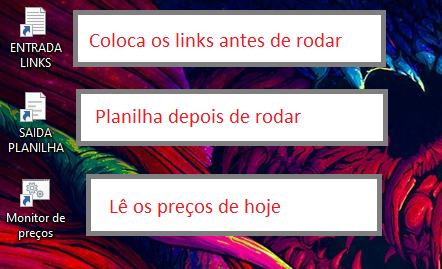 ENTRADA
LINKS
Coloca os links antes de rodar
SAIDA
PLANILHA
Planilha depois de rodar
Monitor de
preços
Lê os preços de hoje